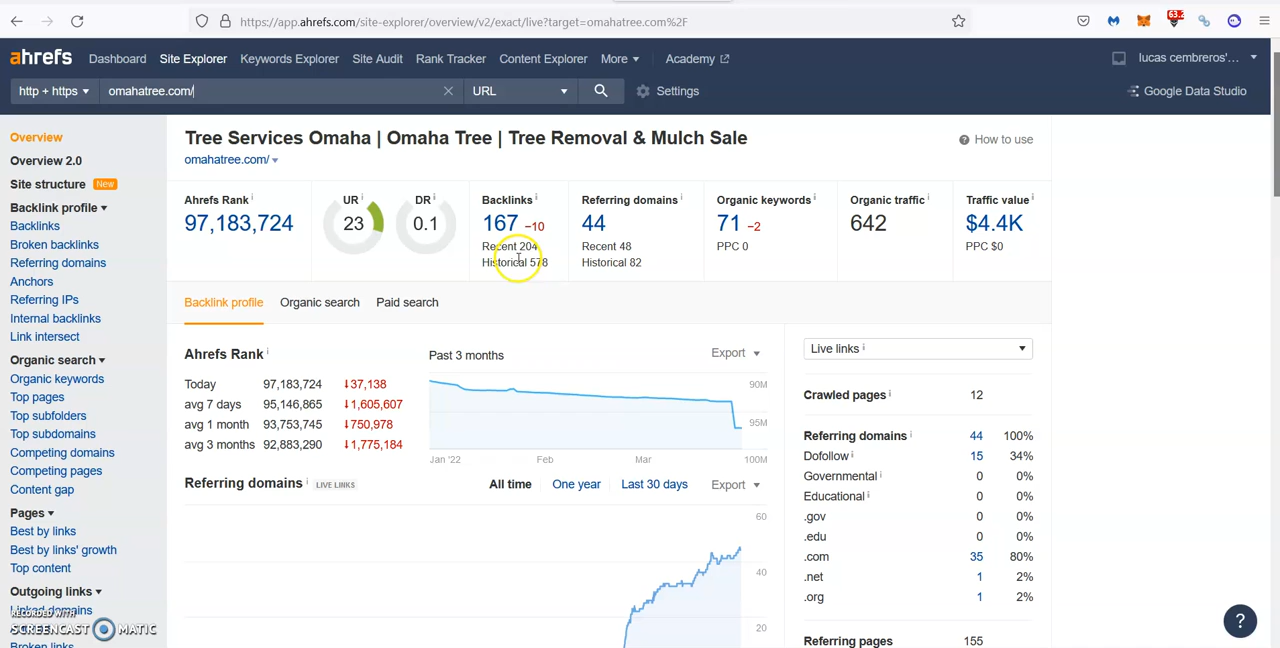 https://app.ahrefs.com/site-explorer/overview/v2/exact/live?target=omahatree.com%2F
63.2
ahrefs Dashboard Site Explorer Keywords Explorer Site Audit Rank Tracker Content Explorer More Academy lucas cembreros'...
http + https omahatree.com/ URL Settings Google Data Studio
Overview
Overview 2.0
Site structure New
Backlink profile
Backlinks
Broken backlinks
Referring domains
Anchors
Referring IPs
Internal backlinks
Link intersect
Organic search
Organic keywords
Top pages
Top subfolders
Top subdomains
Competing domains
Competing pages
Content gap
Pages
Best by links
Best by links' growth
Top content
Outgoing links
Linked domains
RECORDED WITH
SCREENCAST MATIC
Broken links
Tree Services Omaha | Omaha Tree | Tree Removal & Mulch Sale
How to use
omahatree.com/
Ahrefs Rank i
97,183,724
UR i
23
DR i
0.1
Backlinks i
167 -10
Recent 204
Historical 578
Referring domains i
44
Recent 48
Historical 82
Organic keywords i
71 -2
PPC 0
Organic traffic i
642
Traffic value i
$4.4K
PPC $0
Backlink profile Organic search Paid search
Ahrefs Rank i
Today 97,183,724 ↓37,138
avg 7 days 95,146,865 ↓1,605,607
avg 1 month 93,753,745 ↓750,978
avg 3 months 92,883,290 ↓1,775,184
Past 3 months Export
90M
95M
100M
Jan '22 Feb Mar
Referring domains i LIVE LINKS All time One year Last 30 days Export
60
40
20
Live links i
Crawled pages i 12
Referring domains i 44 100%
Dofollow i 15 34%
Governmental i 0 0%
Educational i 0 0%
.gov 0 0%
.edu 0 0%
.com 35 80%
.net 1 2%
.org 1 2%
Referring pages 155
?